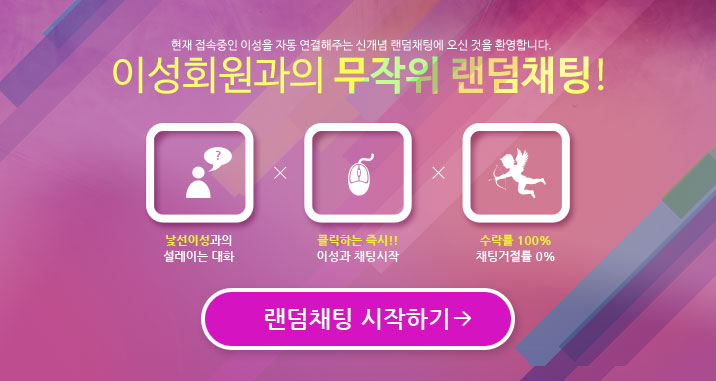 현재 접속중인 이성을 자동 연결해주는 신개념 랜덤채팅에 오신 것을 환영합니다.
이성회원과의 무작위 랜덤채팅!
?
낯선이성과의
설레이는 대화
클릭하는 즉시!!
이성과 채팅시작
수락률 100%
채팅거절률 0%
랜덤채팅 시작하기→